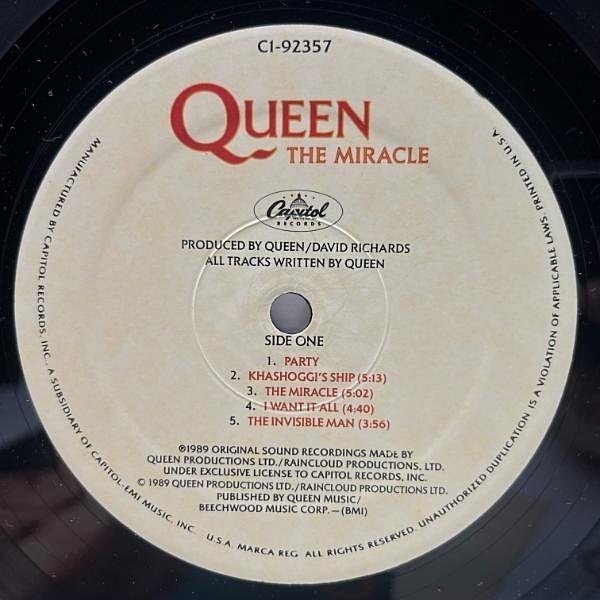 C1-92357
QUEEN
THE MIRACLE
Capitol
RECORDS
PRODUCED BY QUEEN/DAVID RICHARDS
ALL TRACKS WRITTEN BY QUEEN
SIDE ONE
1. PARTY
2. KHASHOGGI'S SHIP (5:13)
3. THE MIRACLE (5:02)
4. I WANT IT ALL (4:40)
5. THE INVISIBLE MAN (3:56)
℗1989 ORIGINAL SOUND RECORDINGS MADE BY
QUEEN PRODUCTIONS LTD./RAINCLOUD PRODUCTIONS, LTD.
UNDER EXCLUSIVE LICENSE TO CAPITOL RECORDS, INC.
© 1989 QUEEN PRODUCTIONS LTD./RAINCLOUD PRODUCTIONS LTD.
PUBLISHED BY QUEEN MUSIC/
BEECHWOOD MUSIC CORP.—(BMI)
MANUFACTURED BY CAPITOL RECORDS, INC., A SUBSIDIARY OF CAPITOL-EMI MUSIC, INC. U.S.A. MARCA REG. ALL RIGHTS RESERVED. UNAUTHORIZED DUPLICATION IS A VIOLATION OF APPLICABLE LAWS. PRINTED IN U.S.A.